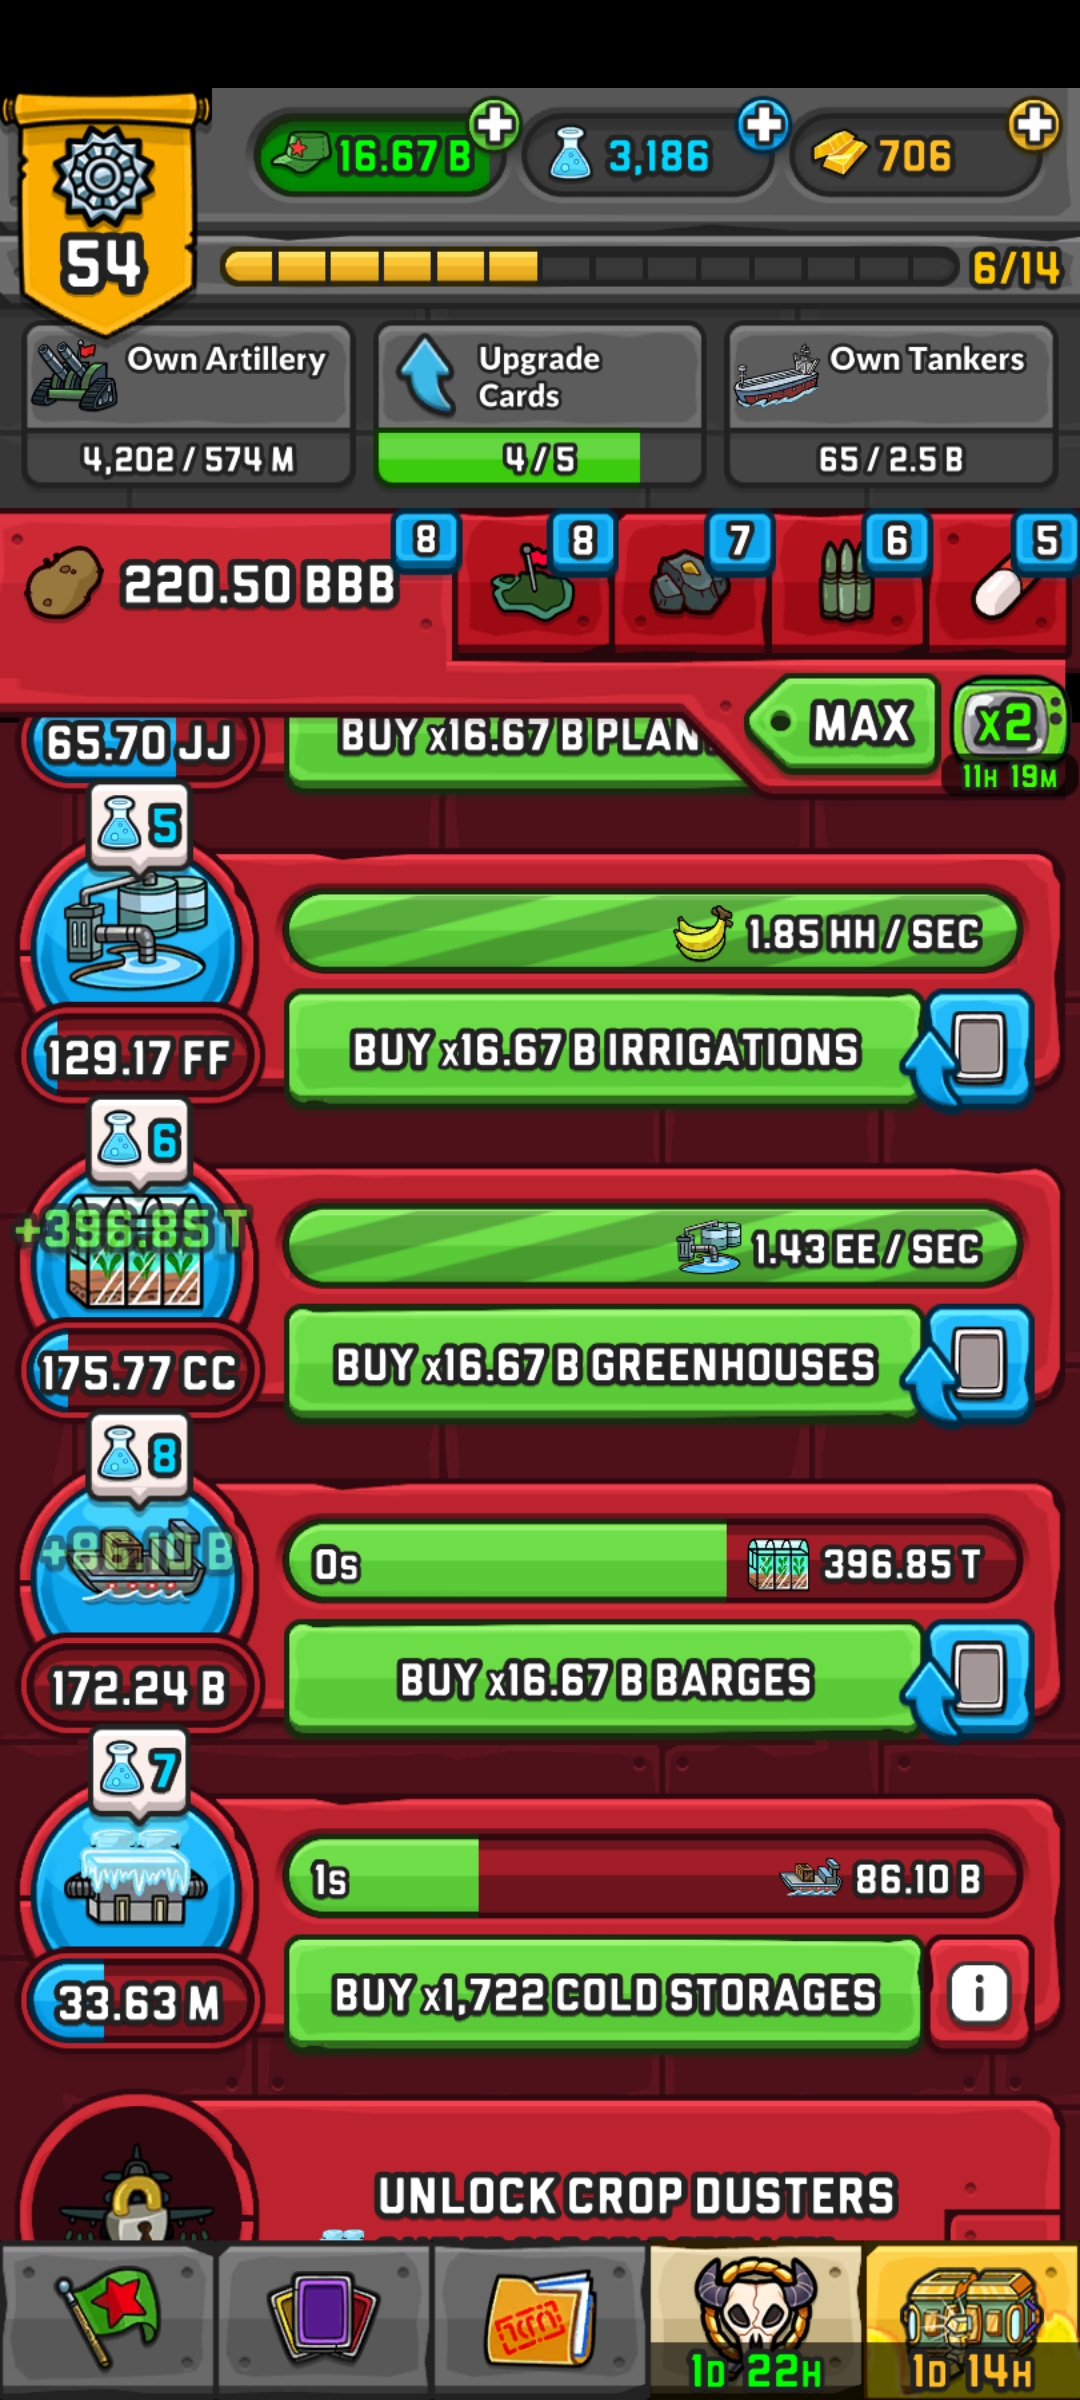 16.67 B
3,186
706
54
6/14
Own Artillery
4,202 / 574 M
Upgrade
Cards
4 / 5
Own Tankers
65 / 2.5 B
220.50 BBB
8
8
7
6
5
MAX
x2
11H 19M
65.70 JJ
BUY x16.67 B PLAN
5
1.85 HH / SEC
129.17 FF
BUY x16.67 B IRRIGATIONS
6
+396.85 T
1.43 EE / SEC
175.77 CC
BUY x16.67 B GREENHOUSES
8
+86.10 B
0s
396.85 T
172.24 B
BUY x16.67 B BARGES
7
1s
86.10 B
33.63 M
BUY x1,722 COLD STORAGES
i
UNLOCK CROP DUSTERS
1D 22H
1D 14H